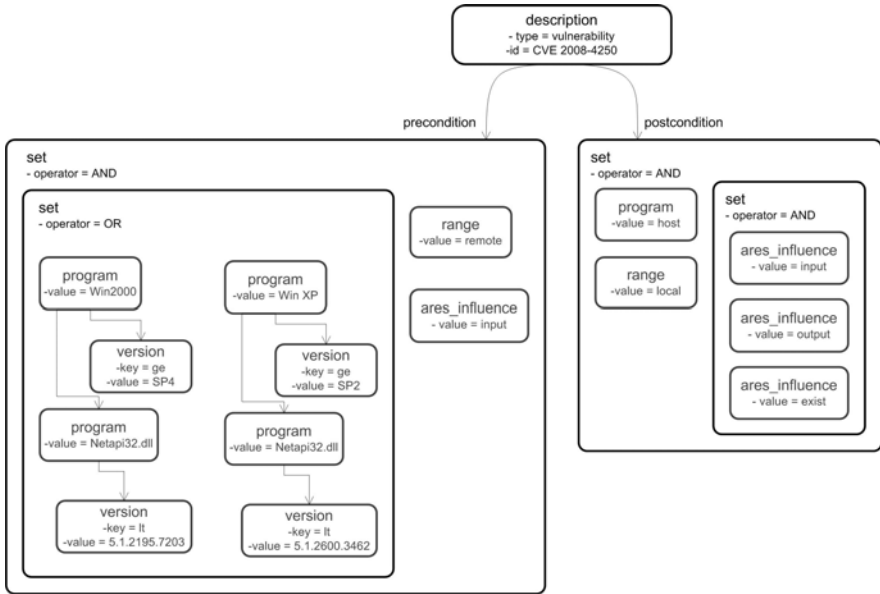 description
- type = vulnerability
-id = CVE 2008-4250
precondition
postcondition
set
- operator = AND
set
- operator = OR
program
-value = Win2000
version
-key = ge
-value = SP4
program
-value = Netapi32.dll
version
-key = lt
-value = 5.1.2195.7203
program
-value = Win XP
version
-key = ge
-value = SP2
program
-value = Netapi32.dll
version
-key = lt
-value = 5.1.2600.3462
range
-value = remote
ares_influence
- value = input
set
- operator = AND
program
-value = host
range
-value = local
set
- operator = AND
ares_influence
- value = input
ares_influence
- value = output
ares_influence
- value = exist